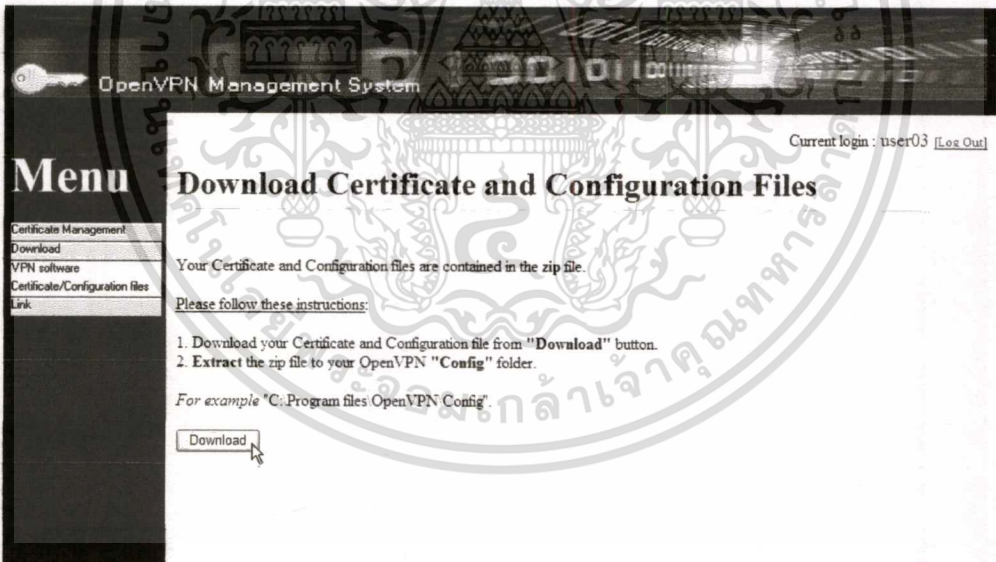 OpenVPN Management System
Current login : user03 [Log Out]
Menu
Download Certificate and Configuration Files
Certificate Management
Download
VPN software
Certificate/Configuration files
Link
Your Certificate and Configuration files are contained in the zip file.
Please follow these instructions:
1. Download your Certificate and Configuration file from "Download" button.
2. Extract the zip file to your OpenVPN "Config" folder.
For example "C:\Program files\OpenVPN\Config".
Download